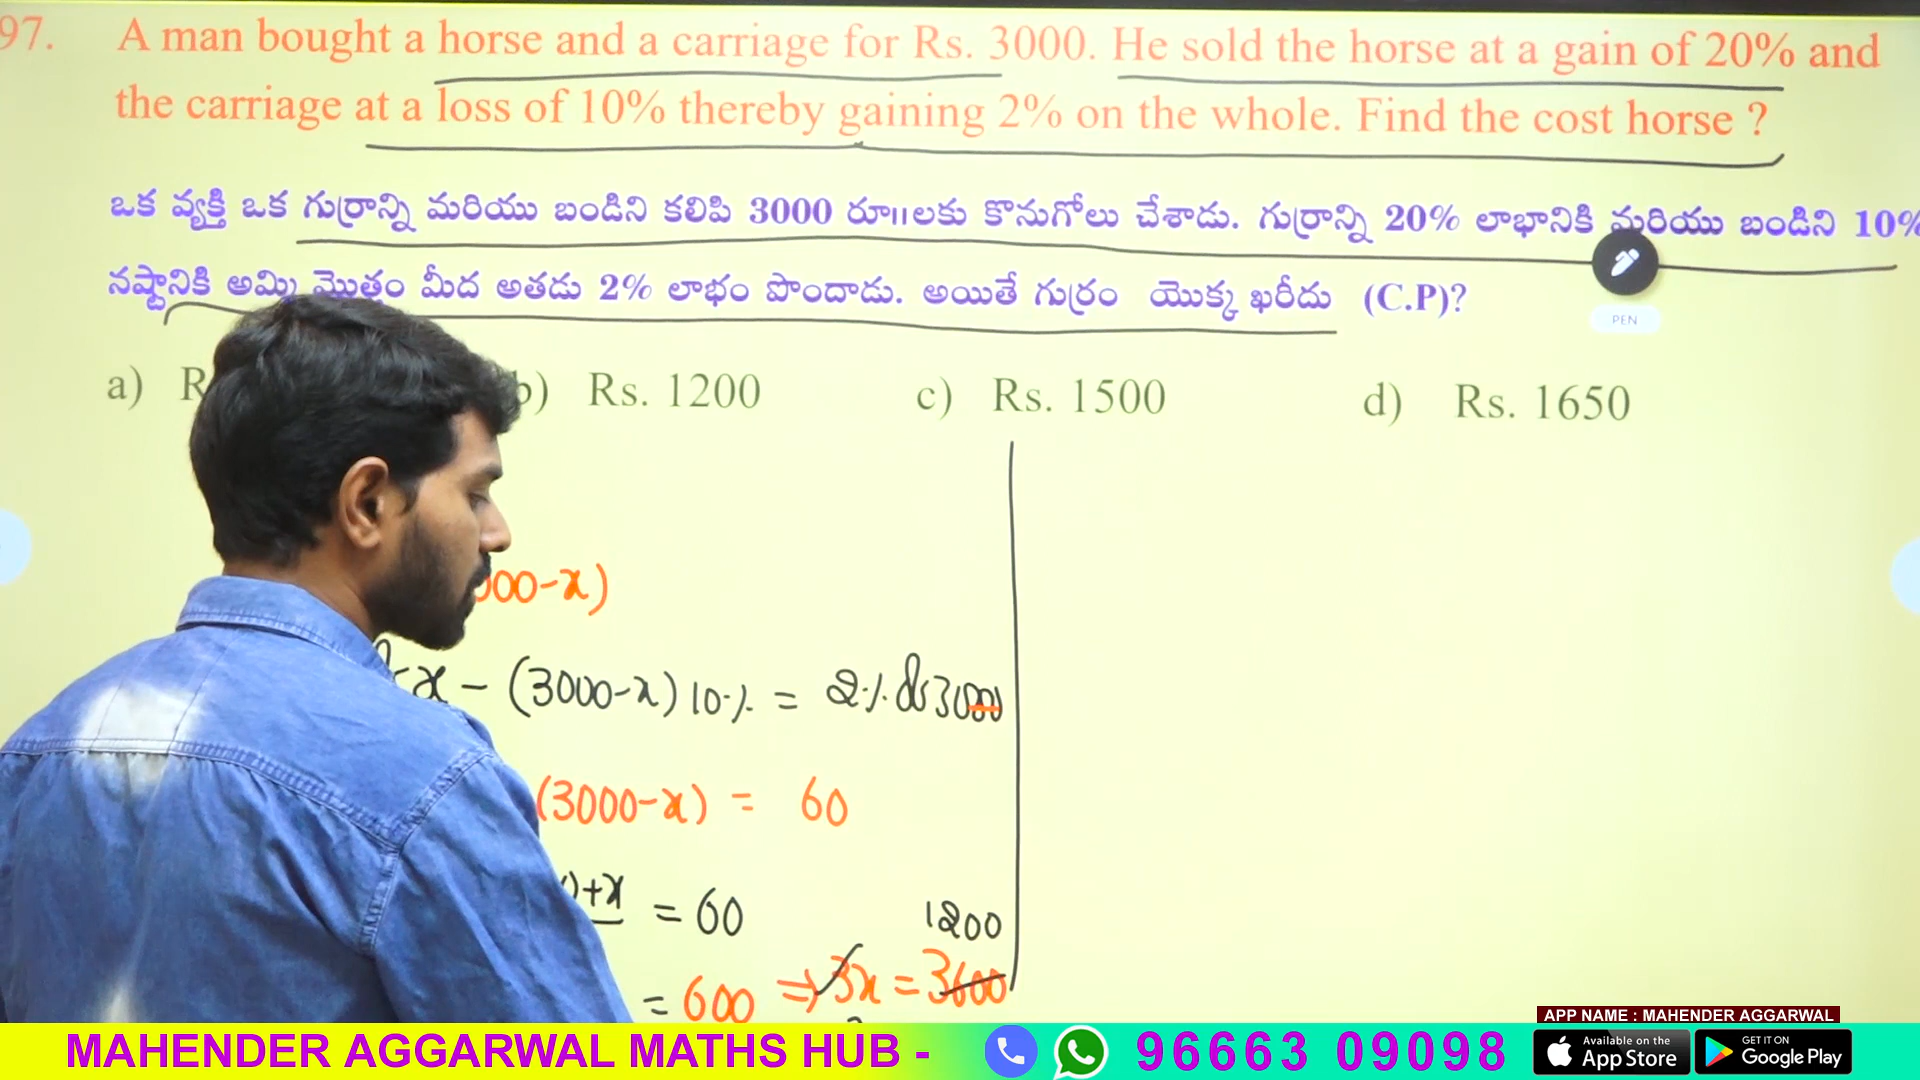 97. A man bought a horse and a carriage for Rs. 3000. He sold the horse at a gain of 20% and
the carriage at a loss of 10% thereby gaining 2% on the whole. Find the cost horse ?
ఒక వ్యక్తి ఒక గుర్రాన్ని మరియు బండిని కలిపి 3000 రూ॥లకు కొనుగోలు చేశాడు. గుర్రాన్ని 20% లాభానికి మరియు బండిని 10%
నష్టానికి అమ్మి మొత్తం మీద అతడు 2% లాభం పొందాడు. అయితే గుర్రం యొక్క ఖరీదు (C.P)?
PEN
a) R b) Rs. 1200 c) Rs. 1500 d) Rs. 1650
000-x)
x - (3000-x) 10% = 2% of 3000
(3000-x) = 60
+x = 60
1200
= 600 ⇒ 3x = 3600
APP NAME : MAHENDER AGGARWAL
MAHENDER AGGARWAL MATHS HUB - 96663 09098
Available on the App Store
GET IT ON Google Play